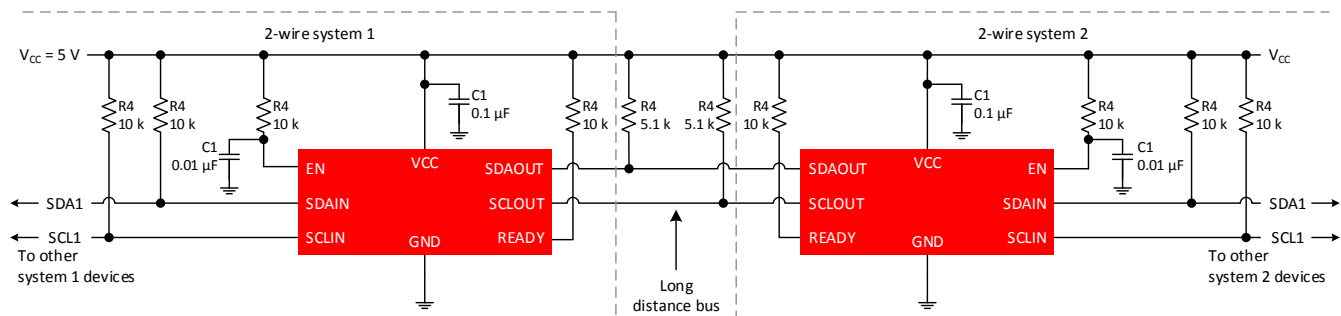 2-wire system 1
2-wire system 2
V_CC = 5 V
V_CC
R4
10 k
R4
10 k
R4
10 k
C1
0.1 µF
R4
10 k
R4
5.1 k
R4
5.1 k
R4
10 k
C1
0.1 µF
R4
10 k
R4
10 k
R4
10 k
C1
0.01 µF
C1
0.01 µF
VCC
EN
SDAIN
SCLIN
GND
SDAOUT
SCLOUT
READY
VCC
SDAOUT
SCLOUT
READY
GND
EN
SDAIN
SCLIN
SDA1
SCL1
To other
system 1 devices
Long
distance bus
SDA1
SCL1
To other
system 2 devices